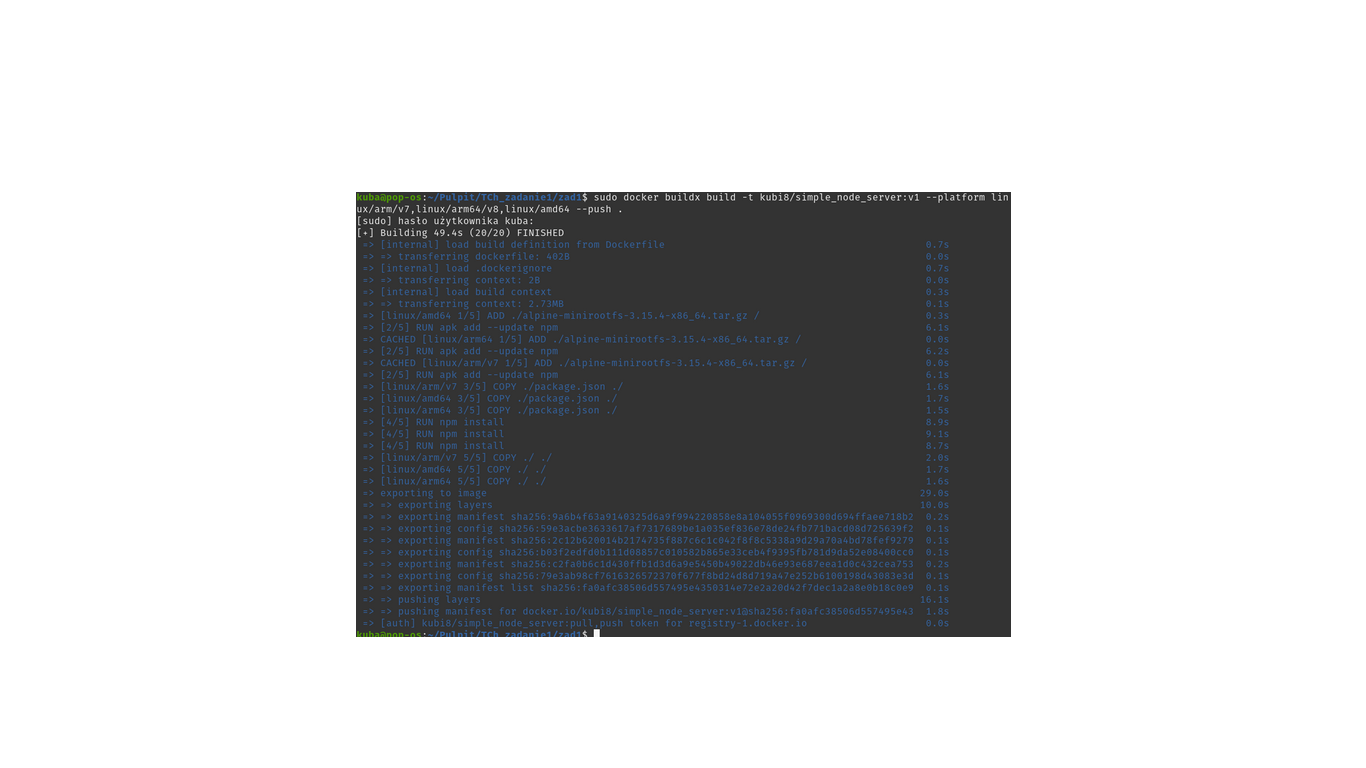 kuba@pop-os:~/Pulpit/TCh_zadanie1/zad1$ sudo docker buildx build -t kubi8/simple_node_server:v1 --platform lin
ux/arm/v7,linux/arm64/v8,linux/amd64 --push .
[sudo] hasło użytkownika kuba:
[+] Building 49.4s (20/20) FINISHED
=> [internal] load build definition from Dockerfile 0.7s
=> => transferring dockerfile: 402B 0.0s
=> [internal] load .dockerignore 0.7s
=> => transferring context: 2B 0.0s
=> [internal] load build context 0.3s
=> => transferring context: 2.73MB 0.1s
=> [linux/amd64 1/5] ADD ./alpine-minirootfs-3.15.4-x86_64.tar.gz / 0.3s
=> [2/5] RUN apk add --update npm 6.1s
=> CACHED [linux/arm64 1/5] ADD ./alpine-minirootfs-3.15.4-x86_64.tar.gz / 0.0s
=> [2/5] RUN apk add --update npm 6.2s
=> CACHED [linux/arm/v7 1/5] ADD ./alpine-minirootfs-3.15.4-x86_64.tar.gz / 0.0s
=> [2/5] RUN apk add --update npm 6.1s
=> [linux/arm/v7 3/5] COPY ./package.json ./ 1.6s
=> [linux/amd64 3/5] COPY ./package.json ./ 1.7s
=> [linux/arm64 3/5] COPY ./package.json ./ 1.5s
=> [4/5] RUN npm install 8.9s
=> [4/5] RUN npm install 9.1s
=> [4/5] RUN npm install 8.7s
=> [linux/arm/v7 5/5] COPY ./ ./ 2.0s
=> [linux/amd64 5/5] COPY ./ ./ 1.7s
=> [linux/arm64 5/5] COPY ./ ./ 1.6s
=> exporting to image 29.0s
=> => exporting layers 10.0s
=> => exporting manifest sha256:9a6b4f63a9140325d6a9f994220858e8a104055f0969300d694ffaee718b2 0.2s
=> => exporting config sha256:59e3acbe3633617af7317689be1a035ef836e78de24fb771bacd08d725639f2 0.1s
=> => exporting manifest sha256:2c12b620014b2174735f887c6c1c042f8f8c5338a9d29a70a4bd78fef9279 0.1s
=> => exporting config sha256:b03f2edfd0b111d08857c010582b865e33ceb4f9395fb781d9da52e00400cc0 0.1s
=> => exporting manifest sha256:c2fa0b6c1d430ffb1d3d6a9e5450b49022db46e93e687eea1d0c432cea753 0.2s
=> => exporting config sha256:79e3ab98cf7616326572370f677f8bd24d8d719a47e252b6100198d43083e3d 0.1s
=> => exporting manifest list sha256:fa0afc38506d557495e4350314e72e2a20d42f7dec1a2a8e0b18c0e9 0.1s
=> => pushing layers 16.1s
=> => pushing manifest for docker.io/kubi8/simple_node_server:v1@sha256:fa0afc38506d557495e43 1.8s
=> [auth] kubi8/simple_node_server:pull,push token for registry-1.docker.io 0.0s
kuba@pop-os:~/Pulpit/TCh_zadanie1/zad1$